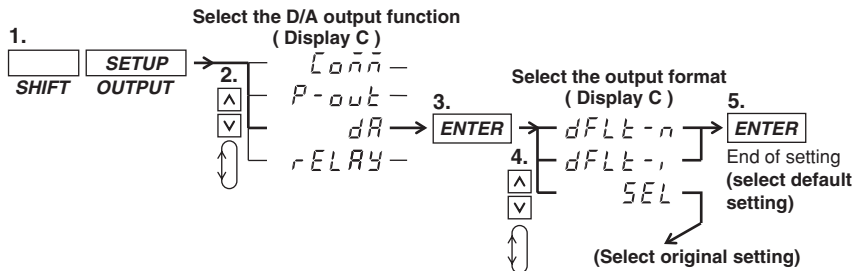 Select the D/A output function
( Display C )
1.
SETUP
SHIFT OUTPUT
2.
Conn
P-out
dA
rELAY
3.
ENTER
Select the output format
( Display C )
4.
dFLt-n
dFLt-i
SEL
5.
ENTER
End of setting
(select default
setting)
(Select original setting)